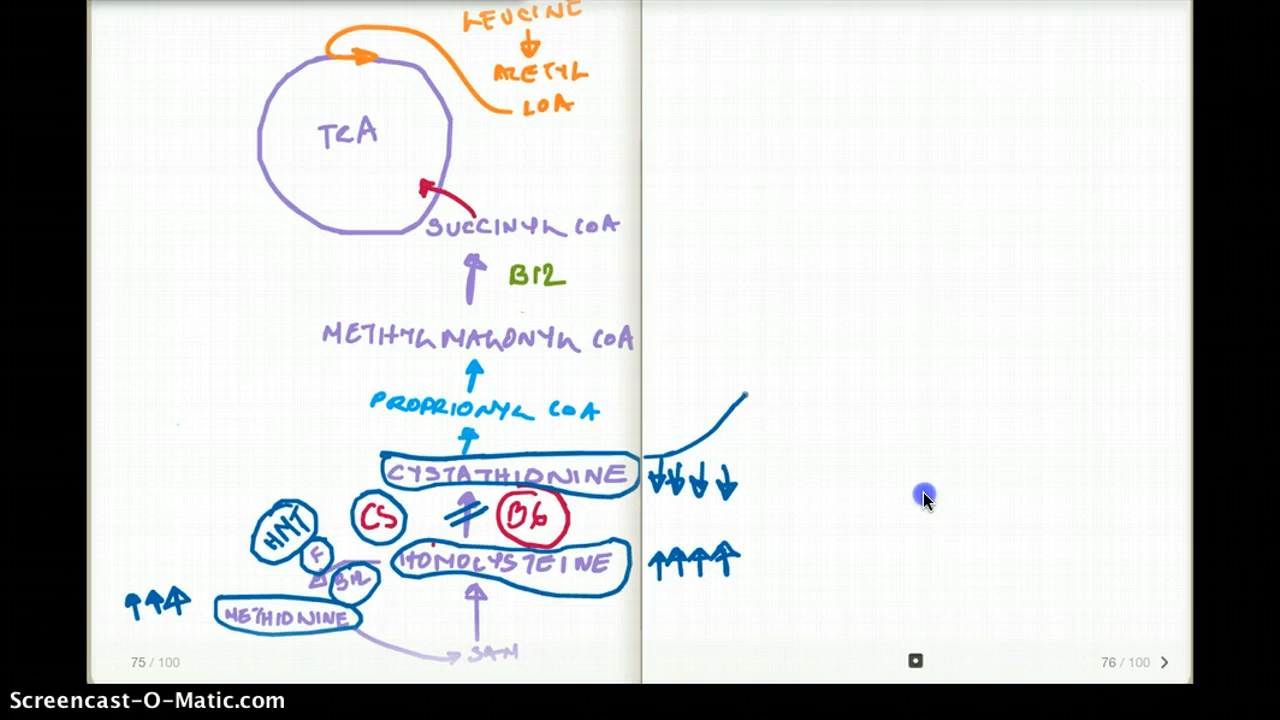 LEUCINE
ACETYL
COA
TCA
SUCCINYL COA
B12
METHYLMALONYL COA
PROPRIONYL COA
CYSTATHIONINE
CS
B6
HMT
F
HOMOCYSTEINE
B12
METHIONINE
SAM
75 / 100
76 / 100
Screencast-O-Matic.com